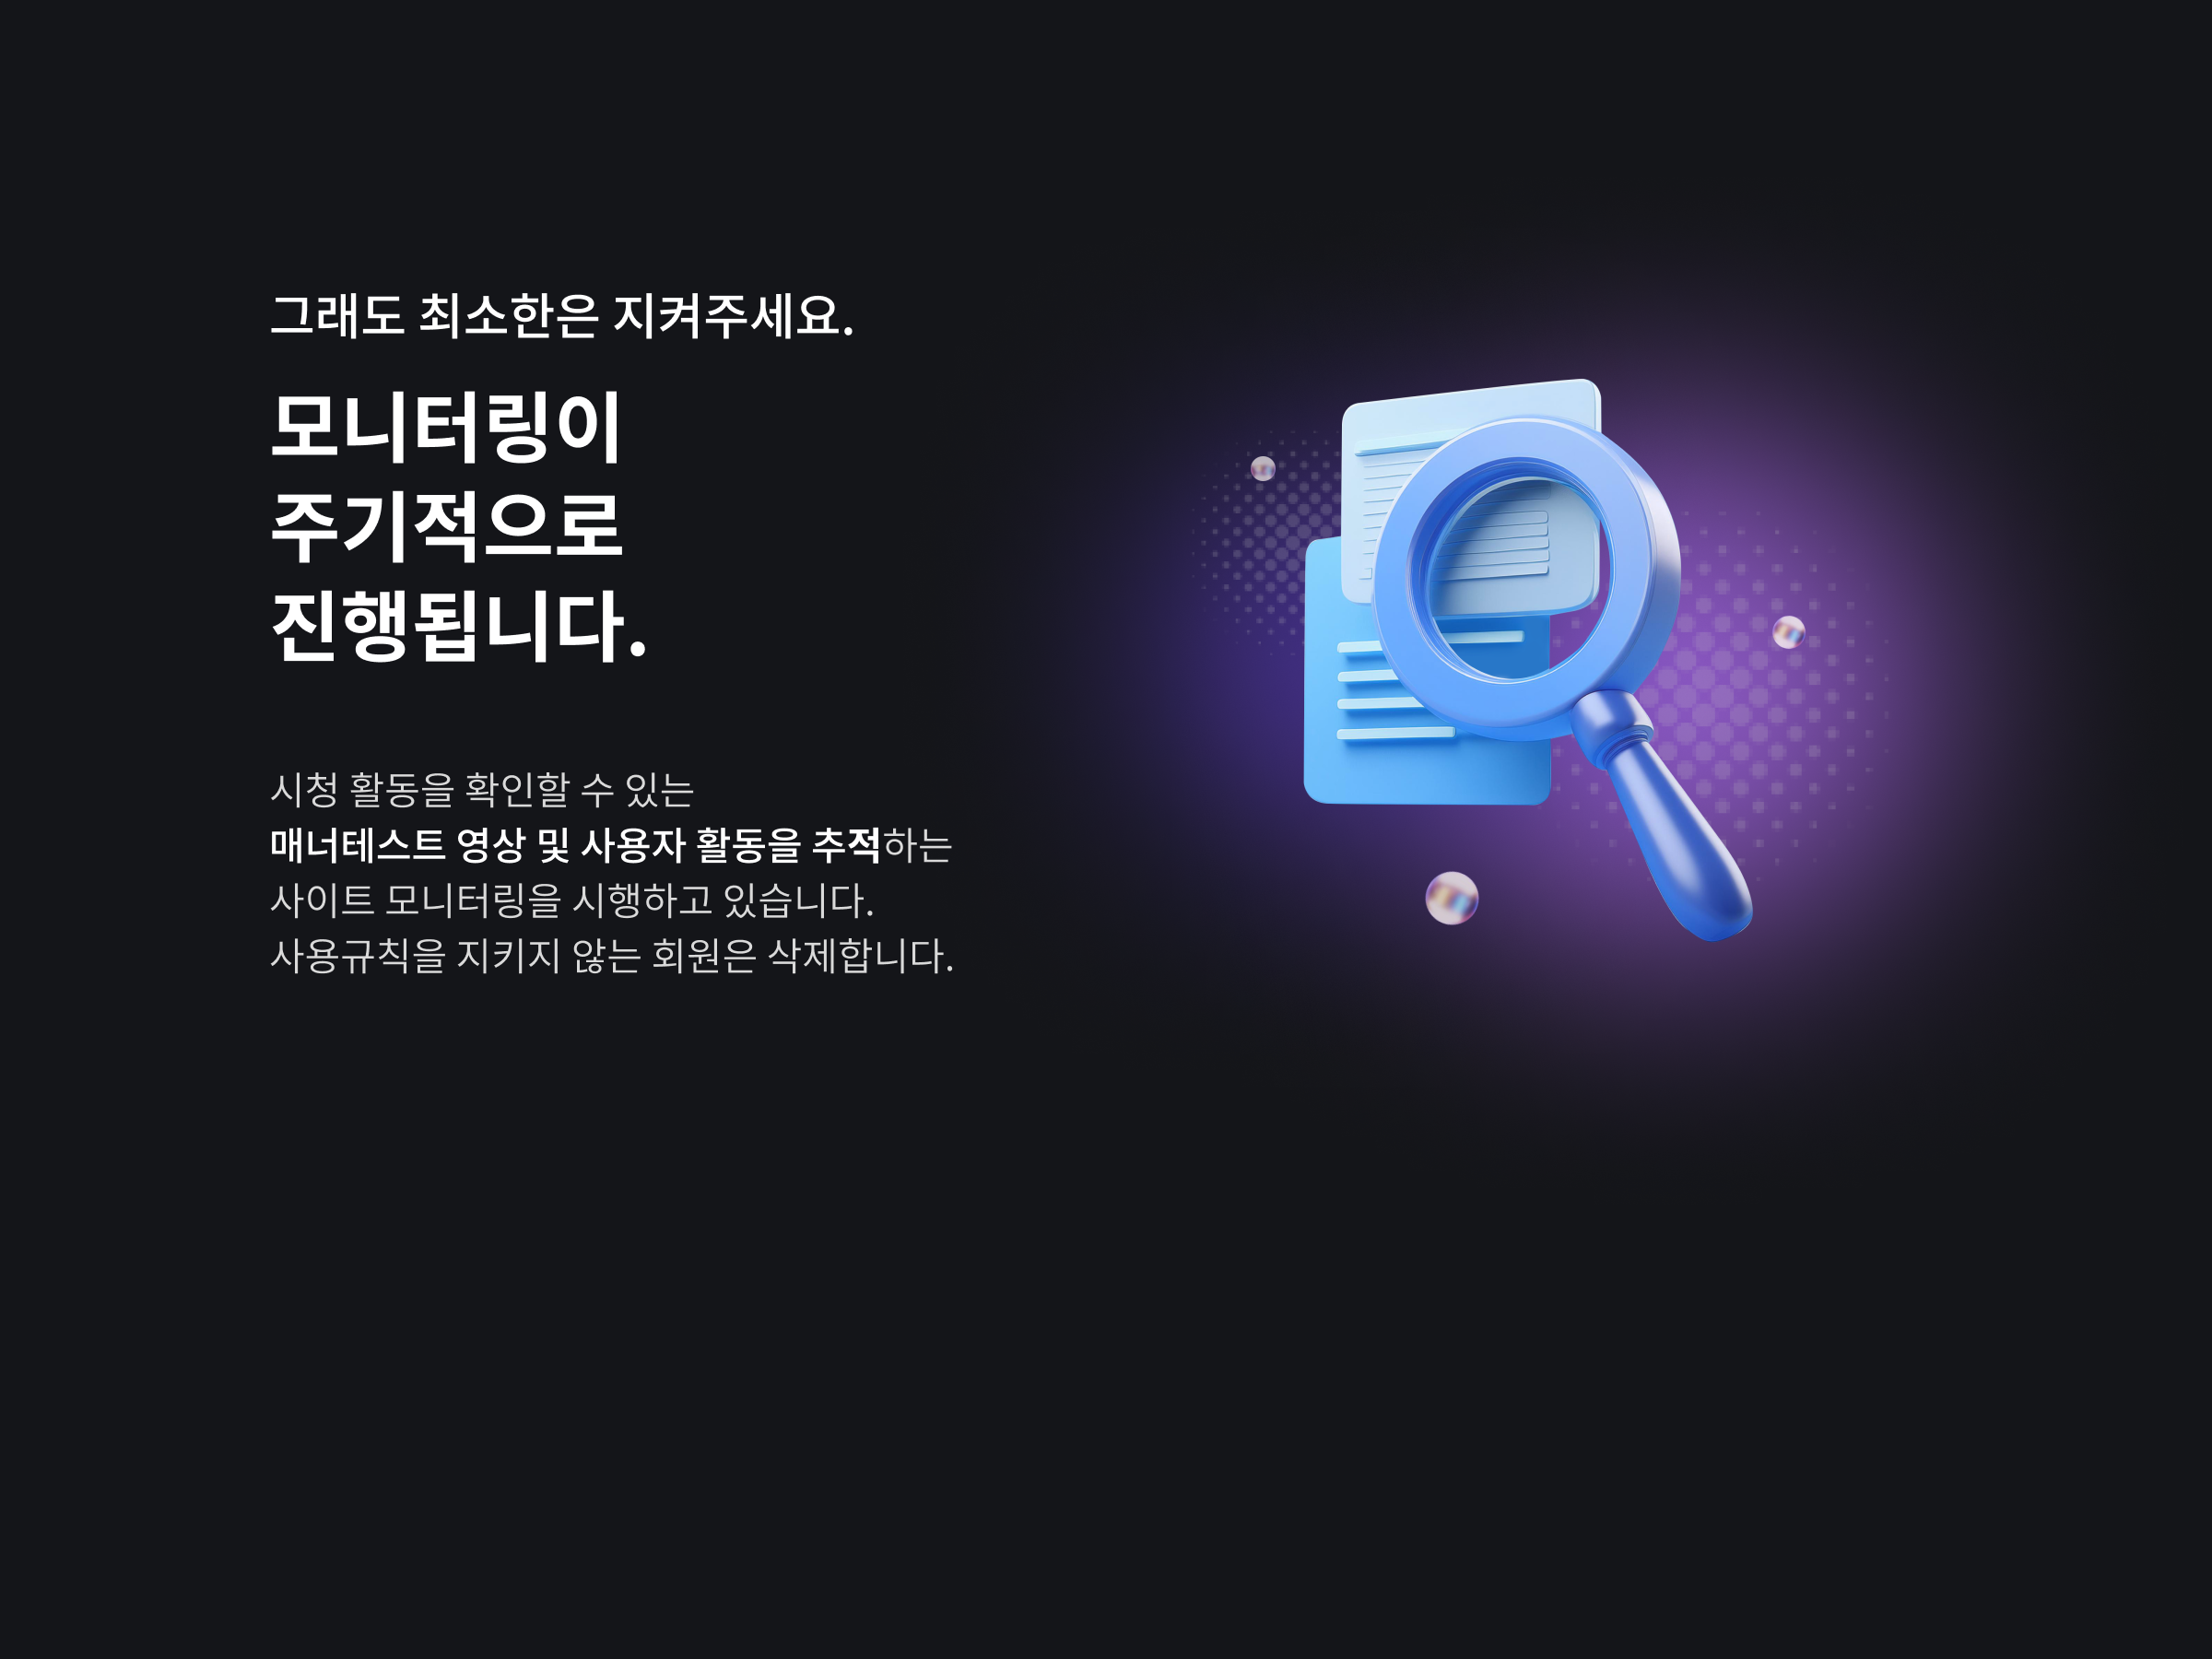 그래도 최소한은 지켜주세요.
모니터링이
주기적으로
진행됩니다.
시청 활동을 확인할 수 있는
매너테스트 영상 및 사용자 활동을 추적하는
사이트 모니터링을 시행하고 있습니다.
사용규칙을 지키지 않는 회원은 삭제합니다.